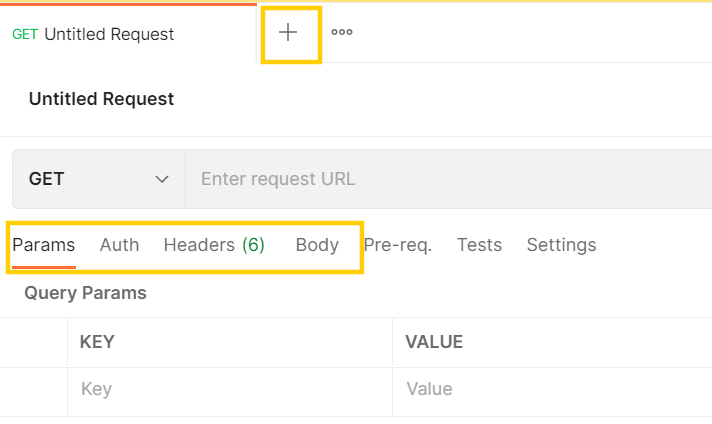 GET Untitled Request
Untitled Request
GET Enter request URL
Params Auth Headers (6) Body Pre-req. Tests Settings
Query Params
KEY VALUE
Key Value